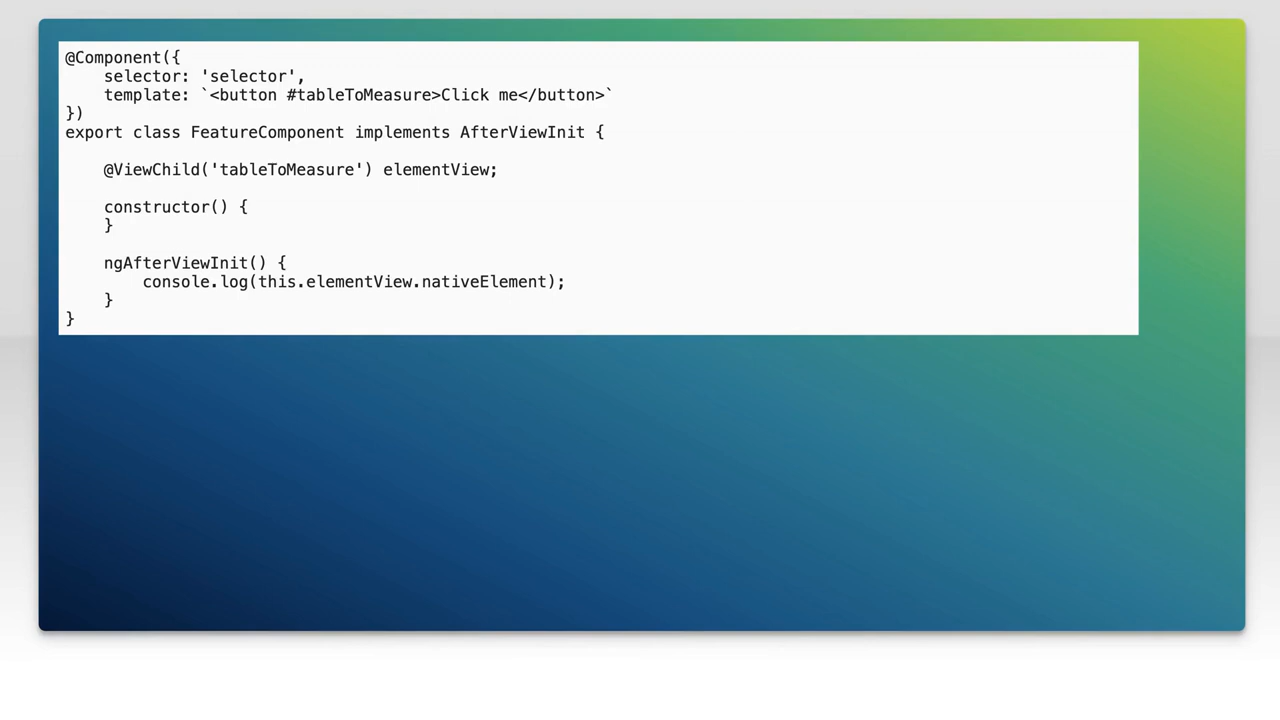 @Component({
    selector: 'selector',
    template: `<button #tableToMeasure>Click me</button>`
})
export class FeatureComponent implements AfterViewInit {
    @ViewChild('tableToMeasure') elementView;
    constructor() {
    }
    ngAfterViewInit() {
        console.log(this.elementView.nativeElement);
    }
}